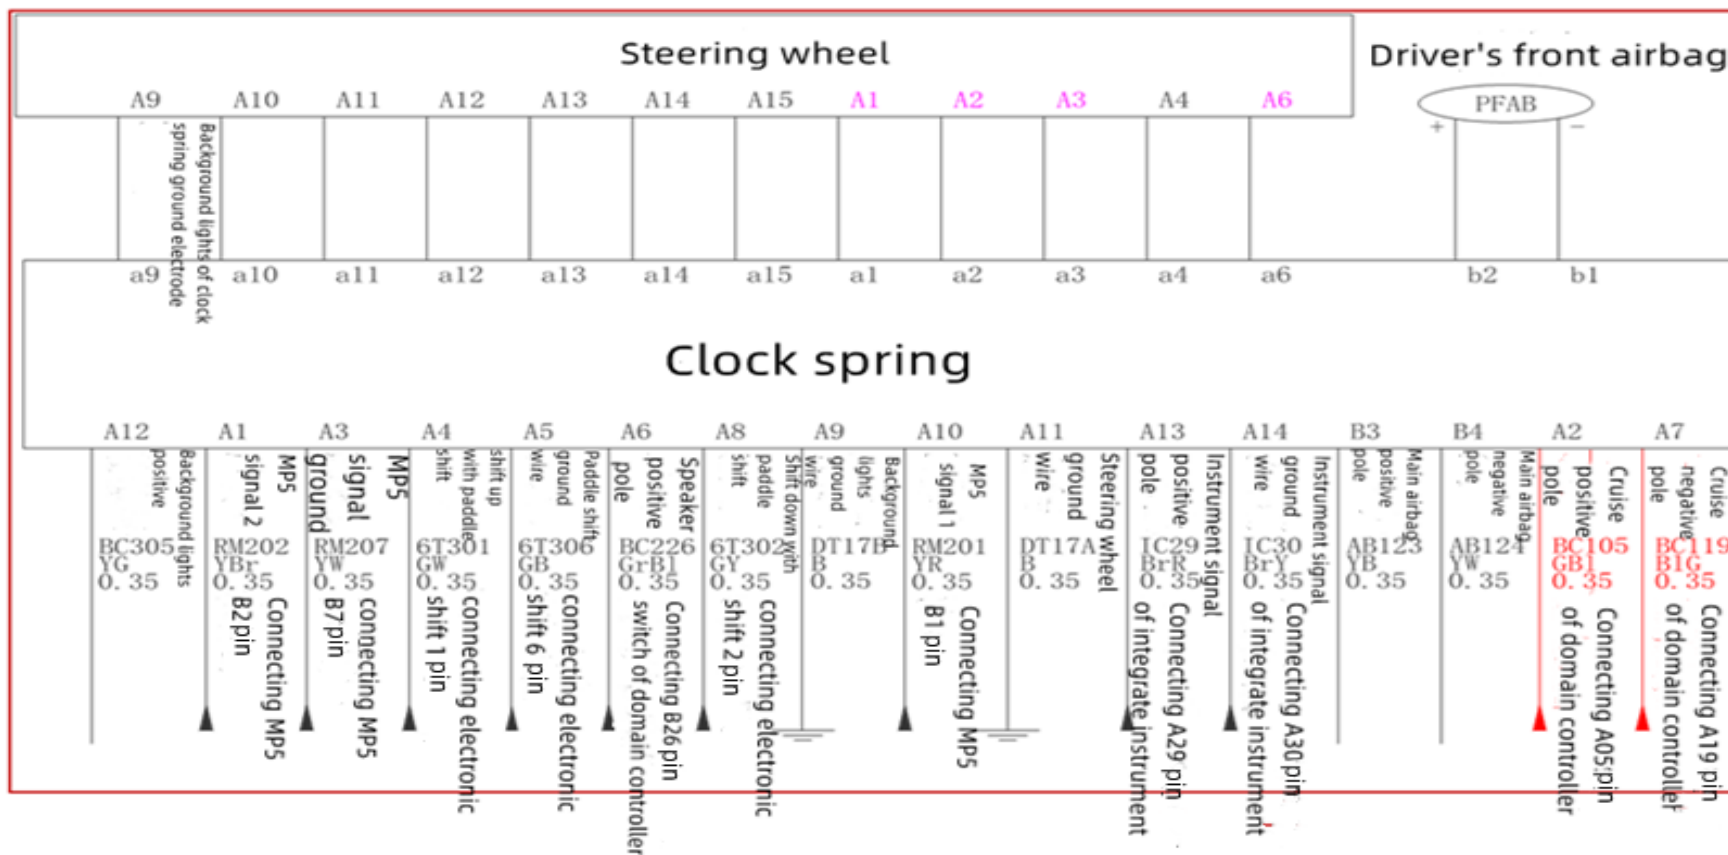 Steering wheel
Driver's front airbag
A9 A10 A11 A12 A13 A14 A15 A1 A2 A3 A4 A6
PFAB
+ −
Background lights of clock
spring ground electrode
a9 a10 a11 a12 a13 a14 a15 a1 a2 a3 a4 a6 b2 b1
Clock spring
A12 A1 A3 A4 A5 A6 A8 A9 A10 A11 A13 A14 B3 B4 A2 A7
Background lights
positive
BC305
YG
0.35
MP5
signal 2
RM202
YBr
0.35
Connecting MP5
B2 pin
MP5
signal
ground
RM207
YW
0.35
connecting MP5
B7 pin
shift up
with paddle
shift
6T301
GW
0.35
connecting electronic
shift 1 pin
Paddle shift
ground
wire
6T306
GB
0.35
connecting electronic
shift 6 pin
Speaker
positive
pole
BC226
GrBl
0.35
Connecting B26 pin
switch of domain controller
Shift down with
paddle
shift
6T302
GY
0.35
connecting electronic
shift 2 pin
Background
lights
ground
wire
DT17B
B
0.35
MP5
signal 1
RM201
YR
0.35
Connecting MP5
B1 pin
Steering wheel
ground
wire
DT17A
B
0.35
Instrument signal
positive
pole
IC29
BrR
0.35
Connecting A29 pin
of integrate instrument
Instrument signal
ground
wire
IC30
BrY
0.35
Connecting A30 pin
of integrate instrument
Main airbag
positive
pole
AB123
YB
0.35
Main airbag
negative
pole
AB124
YW
0.35
Cruise
positive
pole
BC105
GBl
0.35
Connecting A05 pin
of domain controller
Cruise
negative
pole
BC119
BlG
0.35
Connecting A19 pin
of domain controller